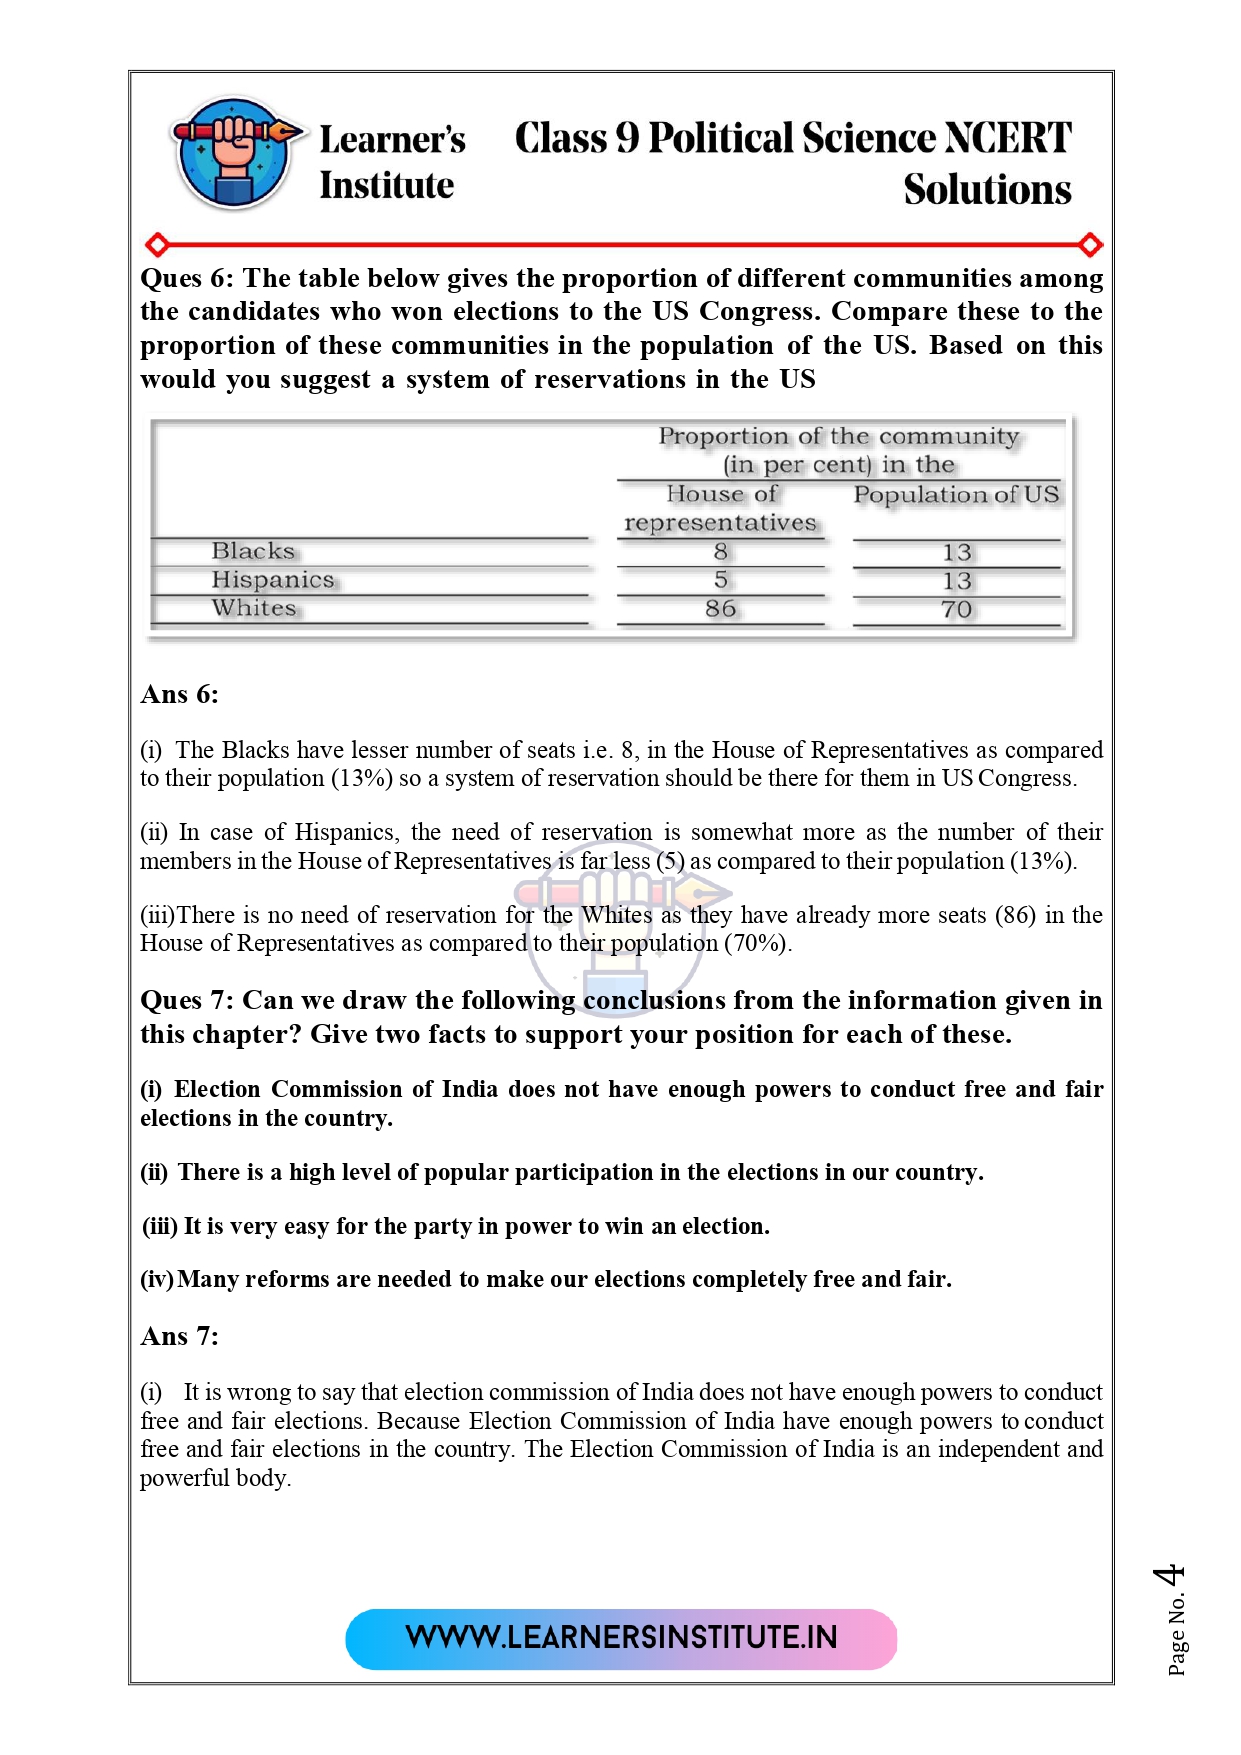 Learner's
Institute
Class 9 Political Science NCERT
Solutions
Ques 6: The table below gives the proportion of different communities among
the candidates who won elections to the US Congress. Compare these to the
proportion of these communities in the population of the US. Based on this
would you suggest a system of reservations in the US
Proportion of the community
(in per cent) in the
House of Population of US
representatives
Blacks 8 13
Hispanics 5 13
Whites 86 70
Ans 6:
(i) The Blacks have lesser number of seats i.e. 8, in the House of Representatives as compared
to their population (13%) so a system of reservation should be there for them in US Congress.
(ii) In case of Hispanics, the need of reservation is somewhat more as the number of their
members in the House of Representatives is far less (5) as compared to their population (13%).
(iii)There is no need of reservation for the Whites as they have already more seats (86) in the
House of Representatives as compared to their population (70%).
Ques 7: Can we draw the following conclusions from the information given in
this chapter? Give two facts to support your position for each of these.
(i) Election Commission of India does not have enough powers to conduct free and fair
elections in the country.
(ii) There is a high level of popular participation in the elections in our country.
(iii) It is very easy for the party in power to win an election.
(iv) Many reforms are needed to make our elections completely free and fair.
Ans 7:
(i) It is wrong to say that election commission of India does not have enough powers to conduct
free and fair elections. Because Election Commission of India have enough powers to conduct
free and fair elections in the country. The Election Commission of India is an independent and
powerful body.
WWW.LEARNERSINSTITUTE.IN
Page No. 4